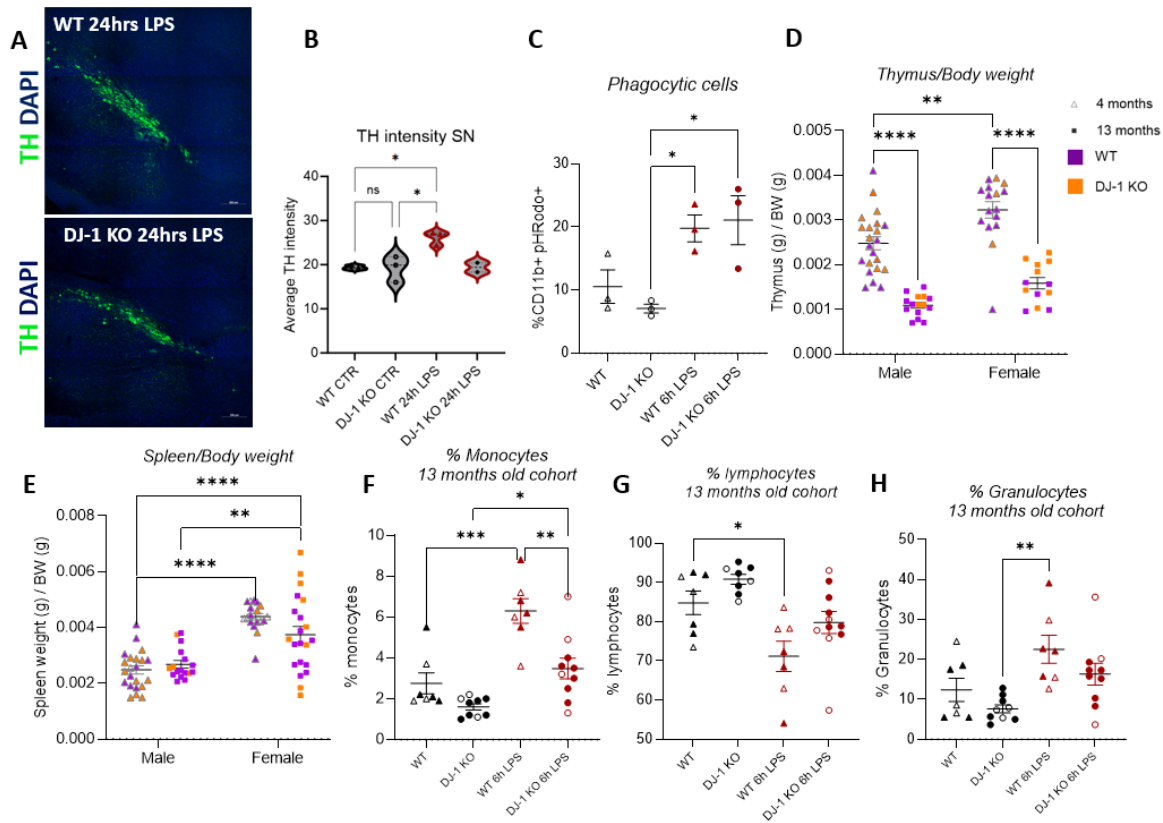 A
WT 24hrs LPS
TH DAPI
DJ-1 KO 24hrs LPS
TH DAPI
B
TH intensity SN
*
ns
*
Average TH intensity
40
30
20
10
0
WT CTR
DJ-1 KO CTR
WT 24h LPS
DJ-1 KO 24h LPS
C
Phagocytic cells
*
*
%CD11b+ pHRodo+
30
20
10
0
WT
DJ-1 KO
WT 6h LPS
DJ-1 KO 6h LPS
D
Thymus/Body weight
**
****
****
Thymus (g) / BW (g)
0.005
0.004
0.003
0.002
0.001
0.000
Male
Female
4 months
13 months
WT
DJ-1 KO
E
Spleen/Body weight
****
**
****
Spleen weight (g) / BW (g)
0.008
0.006
0.004
0.002
0.000
Male
Female
F
% Monocytes
13 months old cohort
*
***
**
% monocytes
10
8
6
4
2
0
WT
DJ-1 KO
WT 6h LPS
DJ-1 KO 6h LPS
G
% lymphocytes
13 months old cohort
*
% lymphocytes
100
90
80
70
60
50
WT
DJ-1 KO
WT 6h LPS
DJ-1 KO 6h LPS
H
% Granulocytes
13 months old cohort
**
% Granulocytes
50
40
30
20
10
0
WT
DJ-1 KO
WT 6h LPS
DJ-1 KO 6h LPS